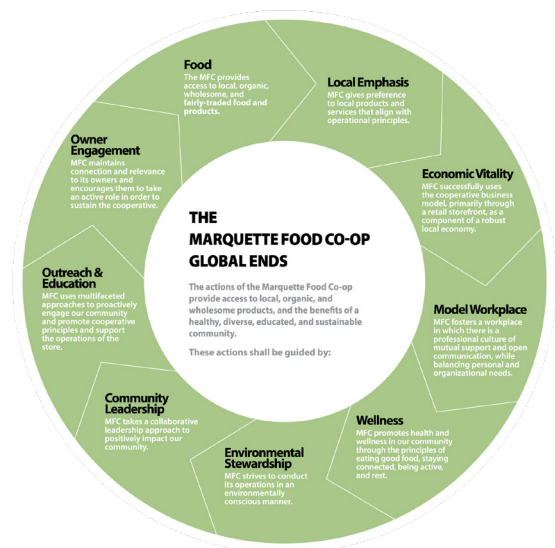 THE
MARQUETTE FOOD CO-OP
GLOBAL ENDS
The actions of the Marquette Food Co-op
provide access to local, organic, and
wholesome products, and the benefits of a
healthy, diverse, educated, and sustainable
community.
These actions shall be guided by:
Food
The MFC provides
access to local, organic,
wholesome, and
fairly-traded food and
products.
Local Emphasis
MFC gives preference
to local products and
services that align with
operational principles.
Economic Vitality
MFC successfully uses
the cooperative business
model, primarily through
a retail storefront, as a
component of a robust
local economy.
Model Workplace
MFC fosters a workplace
in which there is a
professional culture of
mutual support and open
communication, while
balancing personal and
organizational needs.
Wellness
MFC promotes health and
wellness in our community
through the principles of
eating good food, staying
connected, being active,
and rest.
Environmental
Stewardship
MFC strives to conduct
its operations in an
environmentally
conscious manner.
Community
Leadership
MFC takes a collaborative
leadership approach to
positively impact our
community.
Outreach &
Education
MFC uses multifaceted
approaches to proactively
engage our community
and promote cooperative
principles and support
the operations of the
store.
Owner
Engagement
MFC maintains
connection and relevance
to its owners and
encourages them to take
an active role in order to
sustain the cooperative.